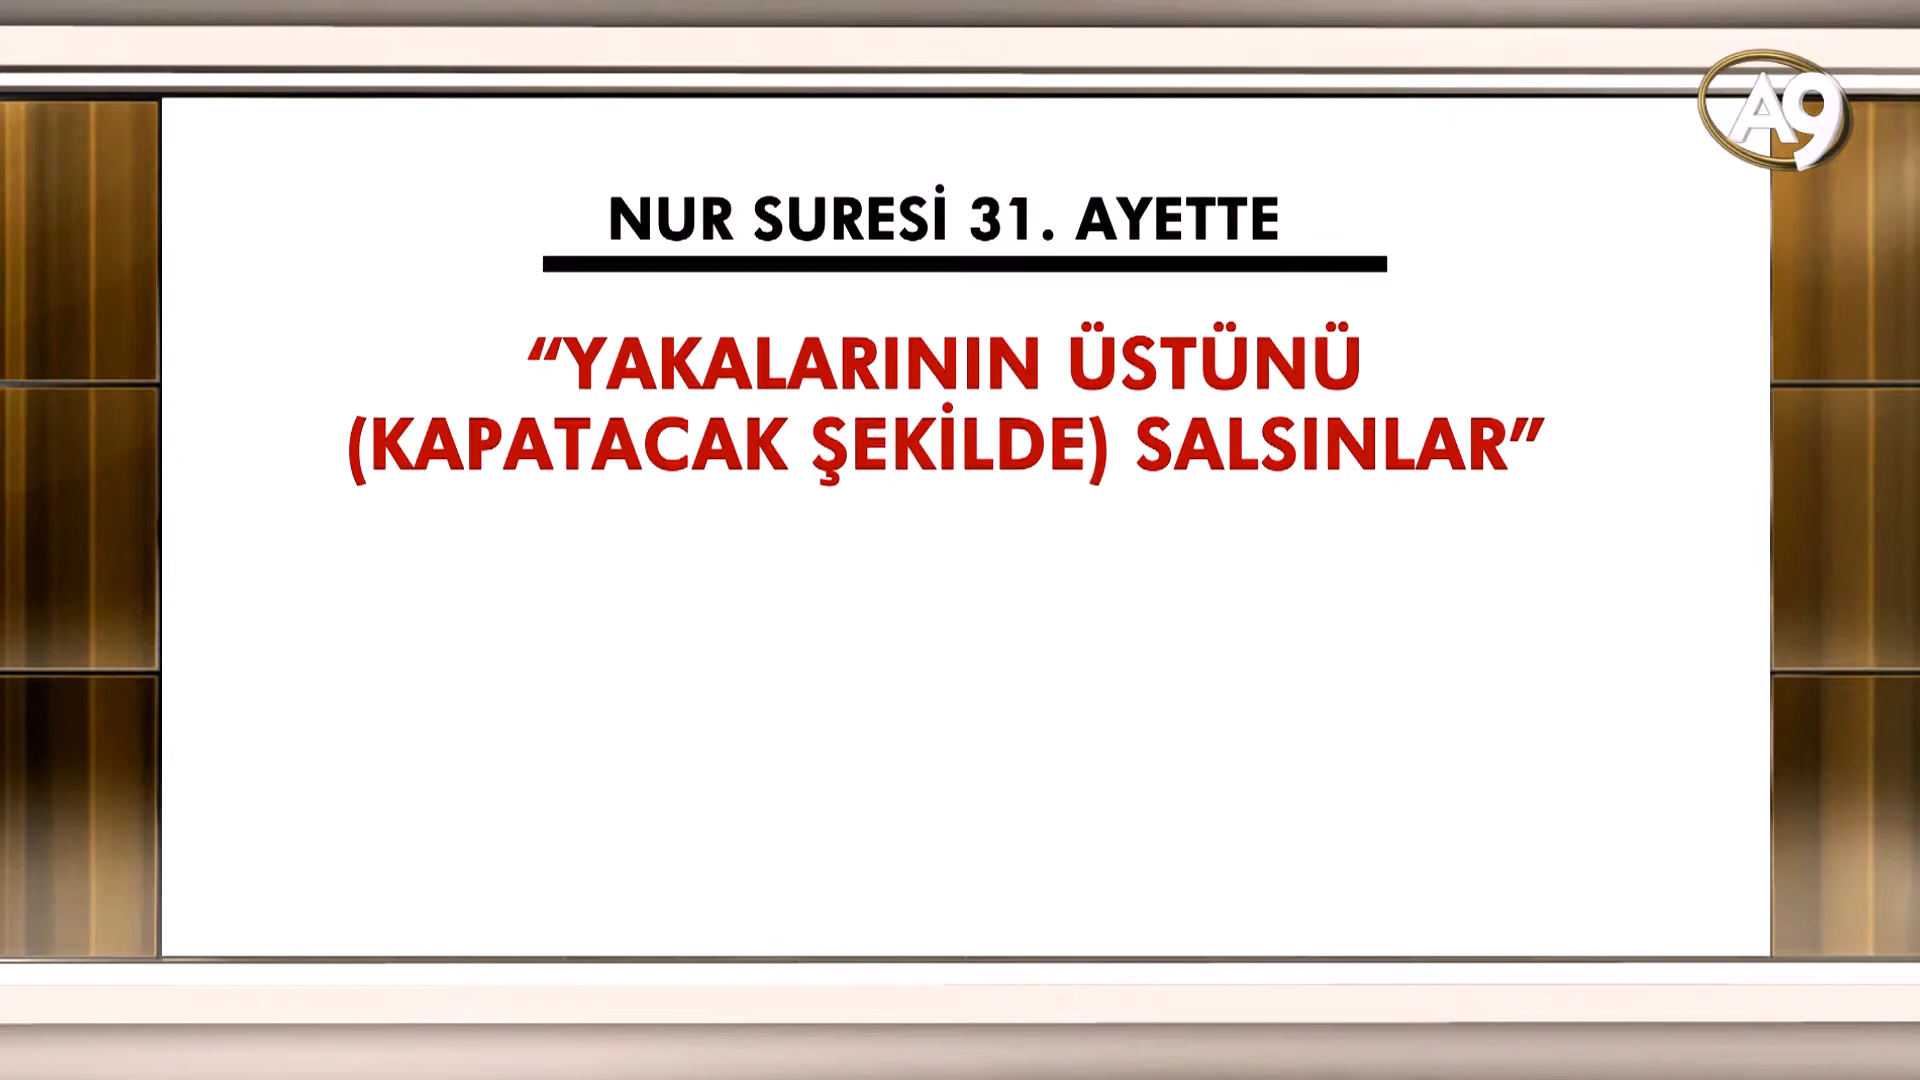 A9
NUR SURESİ 31. AYETTE
“YAKALARININ ÜSTÜNÜ
(KAPATACAK ŞEKİLDE) SALSINLAR”